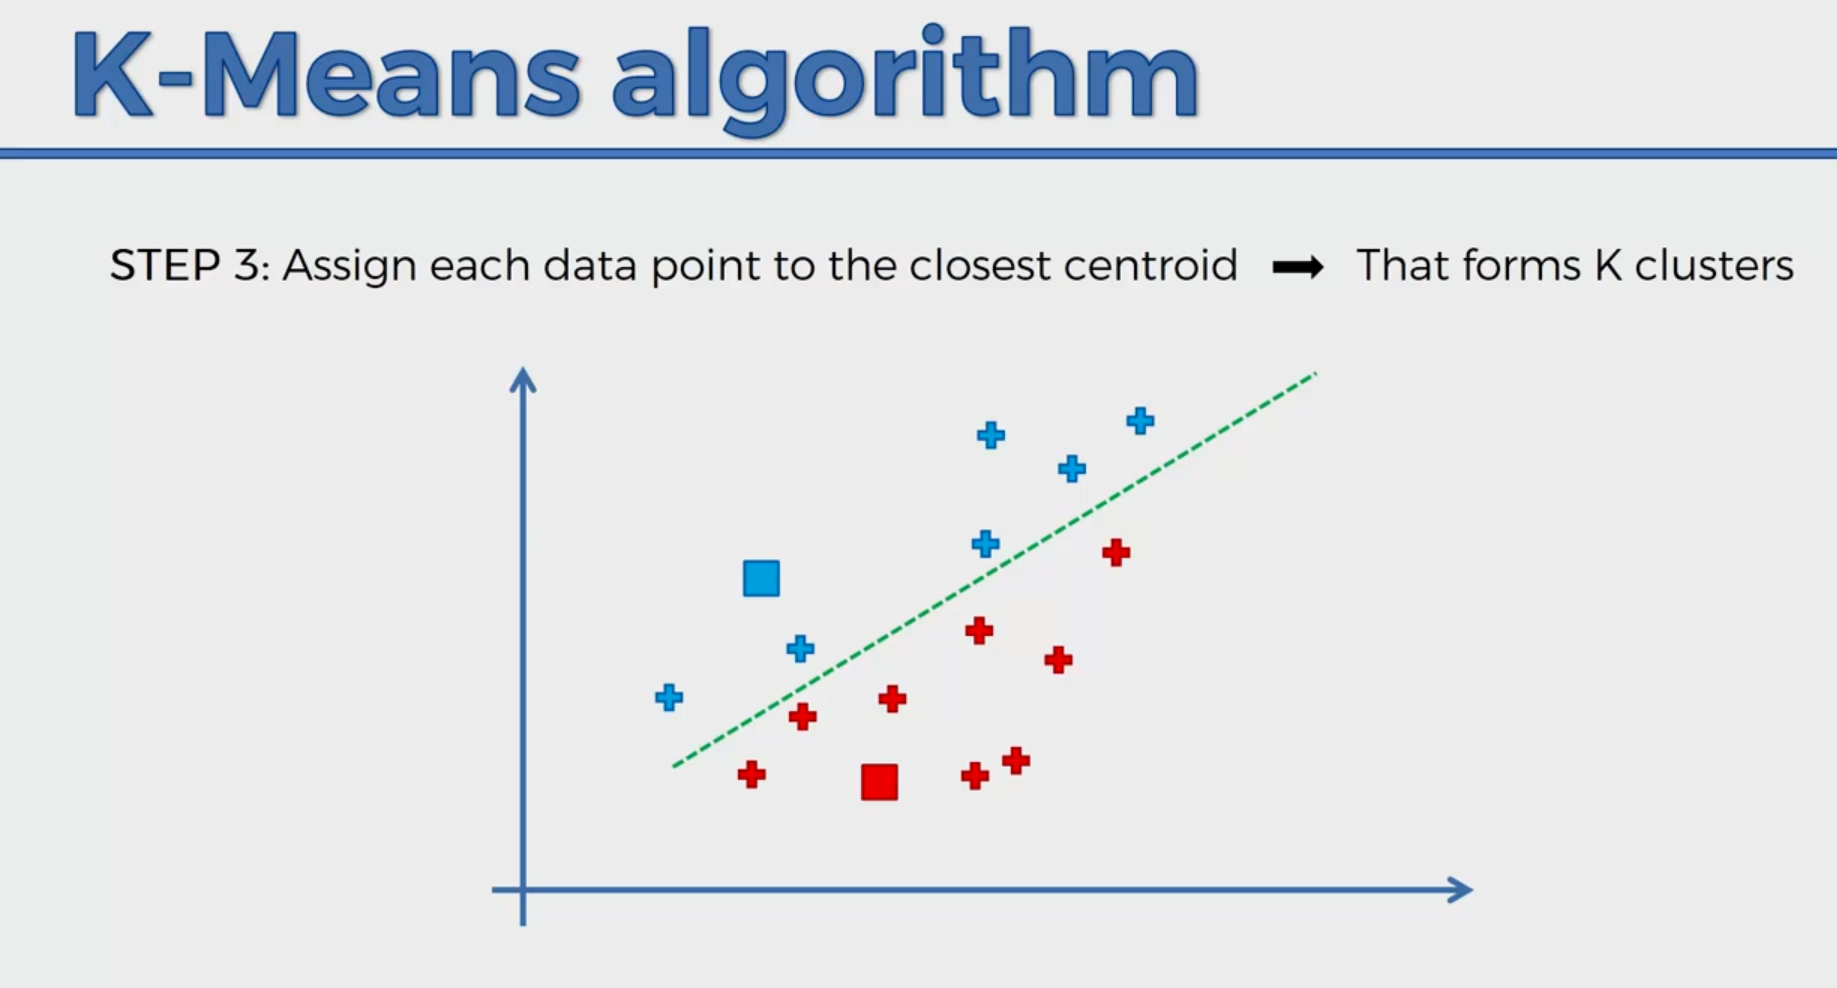 K-Means algorithm
STEP 3: Assign each data point to the closest centroid ➡ That forms K clusters